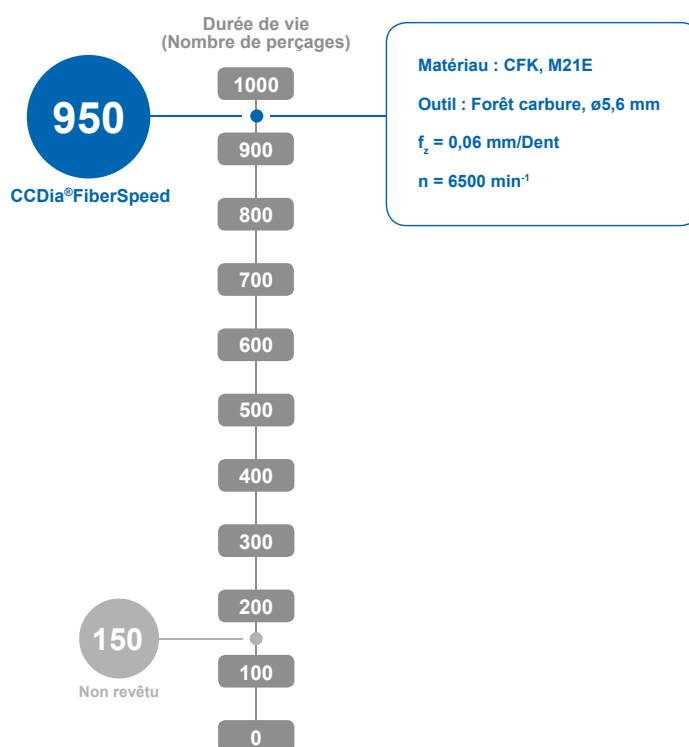 Durée de vie
(Nombre de perçages)
1000
950
CCDia®FiberSpeed
900
800
700
600
500
400
300
200
150
Non revêtu
100
0
Matériau : CFK, M21E
Outil : Forêt carbure, ø5,6 mm
fz = 0,06 mm/Dent
n = 6500 min⁻¹